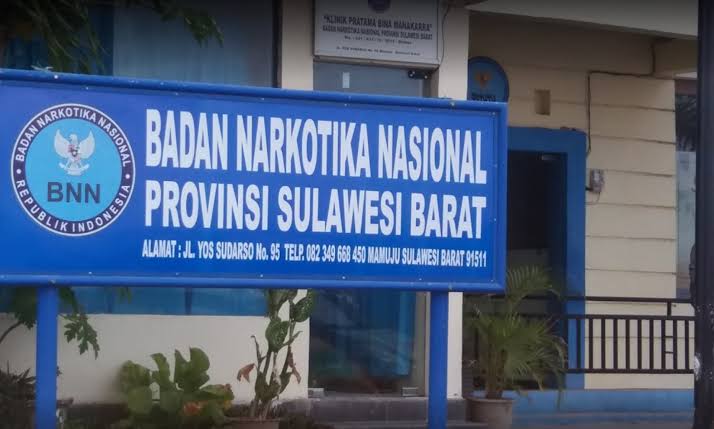 "KLINIK PRATAMA BINA MANAKARRA"
BADAN NARKOTIKA NASIONAL PROVINSI SULAWESI BARAT
BADAN NARKOTIKA NASIONAL
REPUBLIK INDONESIA
BNN
BADAN NARKOTIKA NASIONAL
PROVINSI SULAWESI BARAT
ALAMAT : JL. YOS SUDARSO No. 95 TELP. 082 349 668 450 MAMUJU SULAWESI BARAT 91511